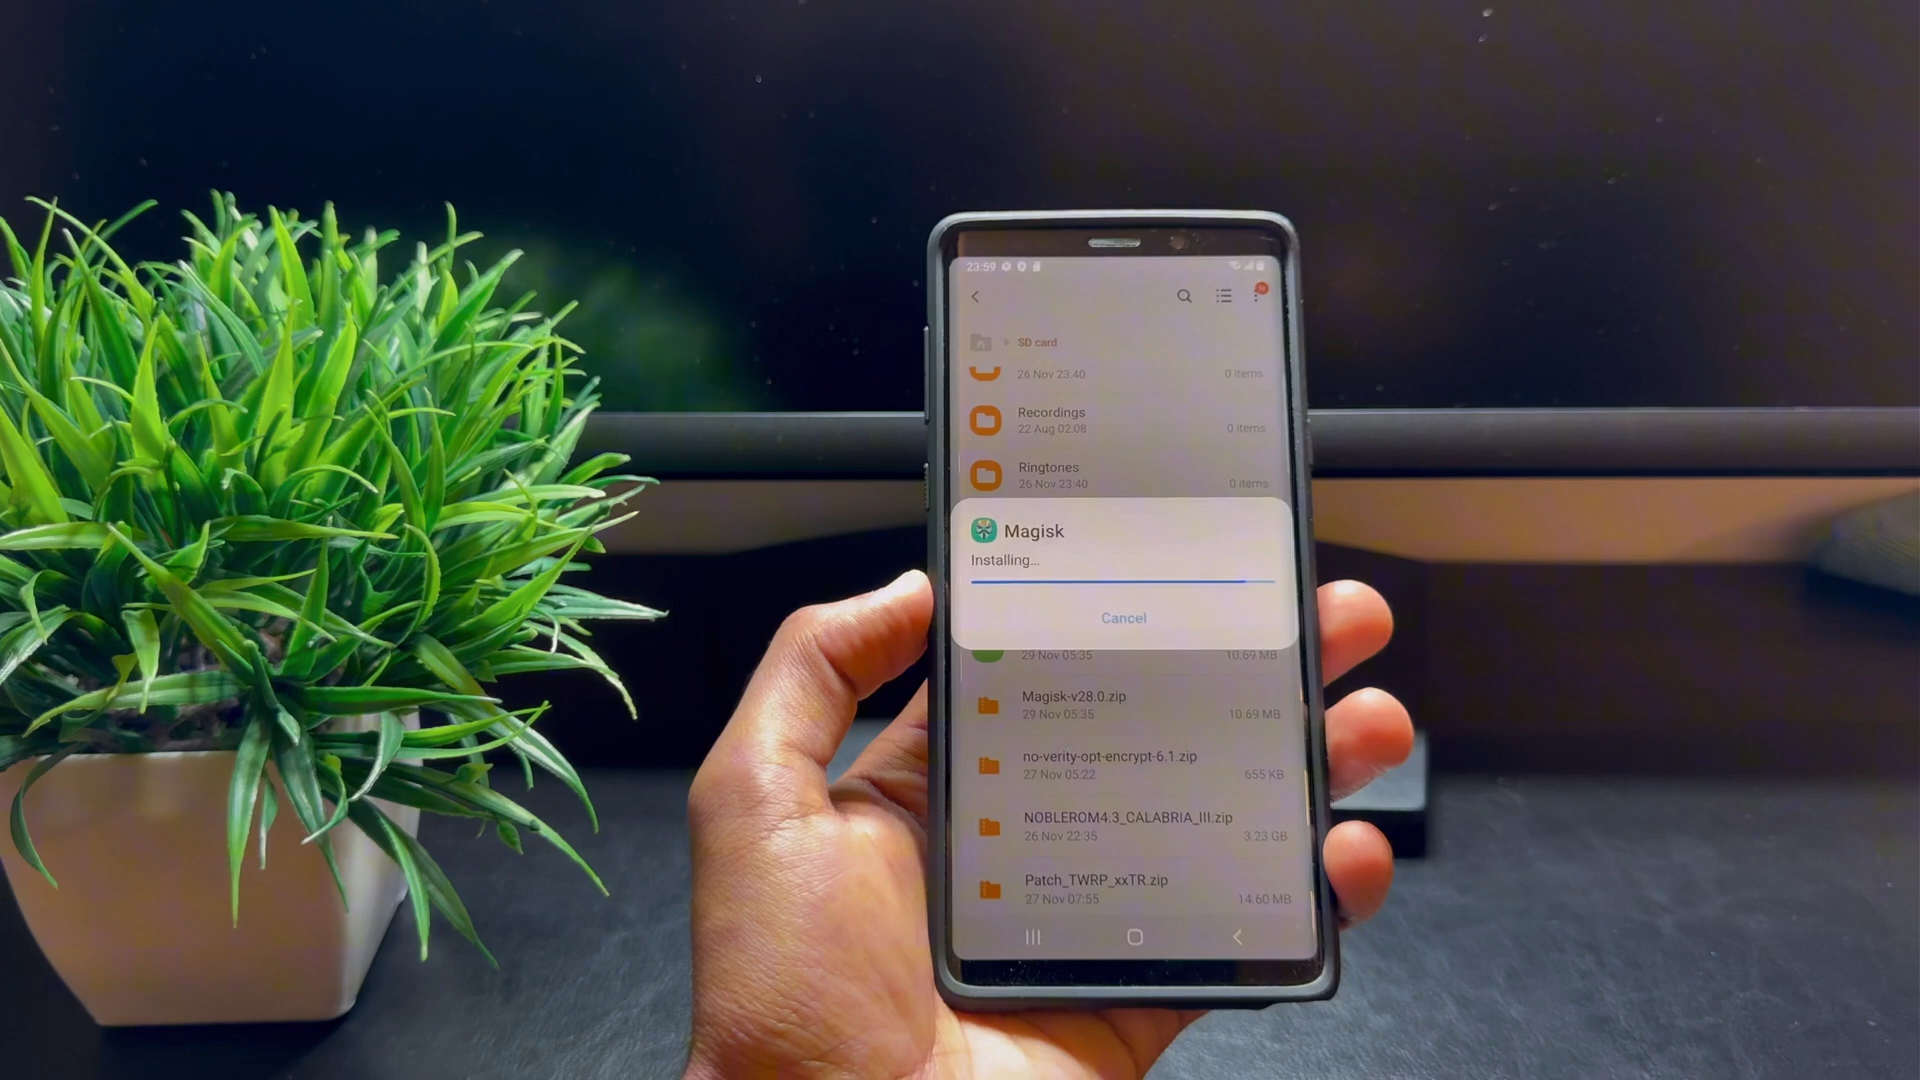 23:59
SD card
26 Nov 23:40
0 items
Recordings
22 Aug 02:08
0 items
Ringtones
26 Nov 23:40
0 items
Magisk
Installing...
Cancel
29 Nov 05:35
10.69 MB
Magisk-v28.0.zip
29 Nov 05:35
10.69 MB
no-verity-opt-encrypt-6.1.zip
27 Nov 05:22
655 KB
NOBLEROM4.3_CALABRIA_III.zip
26 Nov 22:35
3.23 GB
Patch_TWRP_xxTR.zip
27 Nov 07:55
14.60 MB